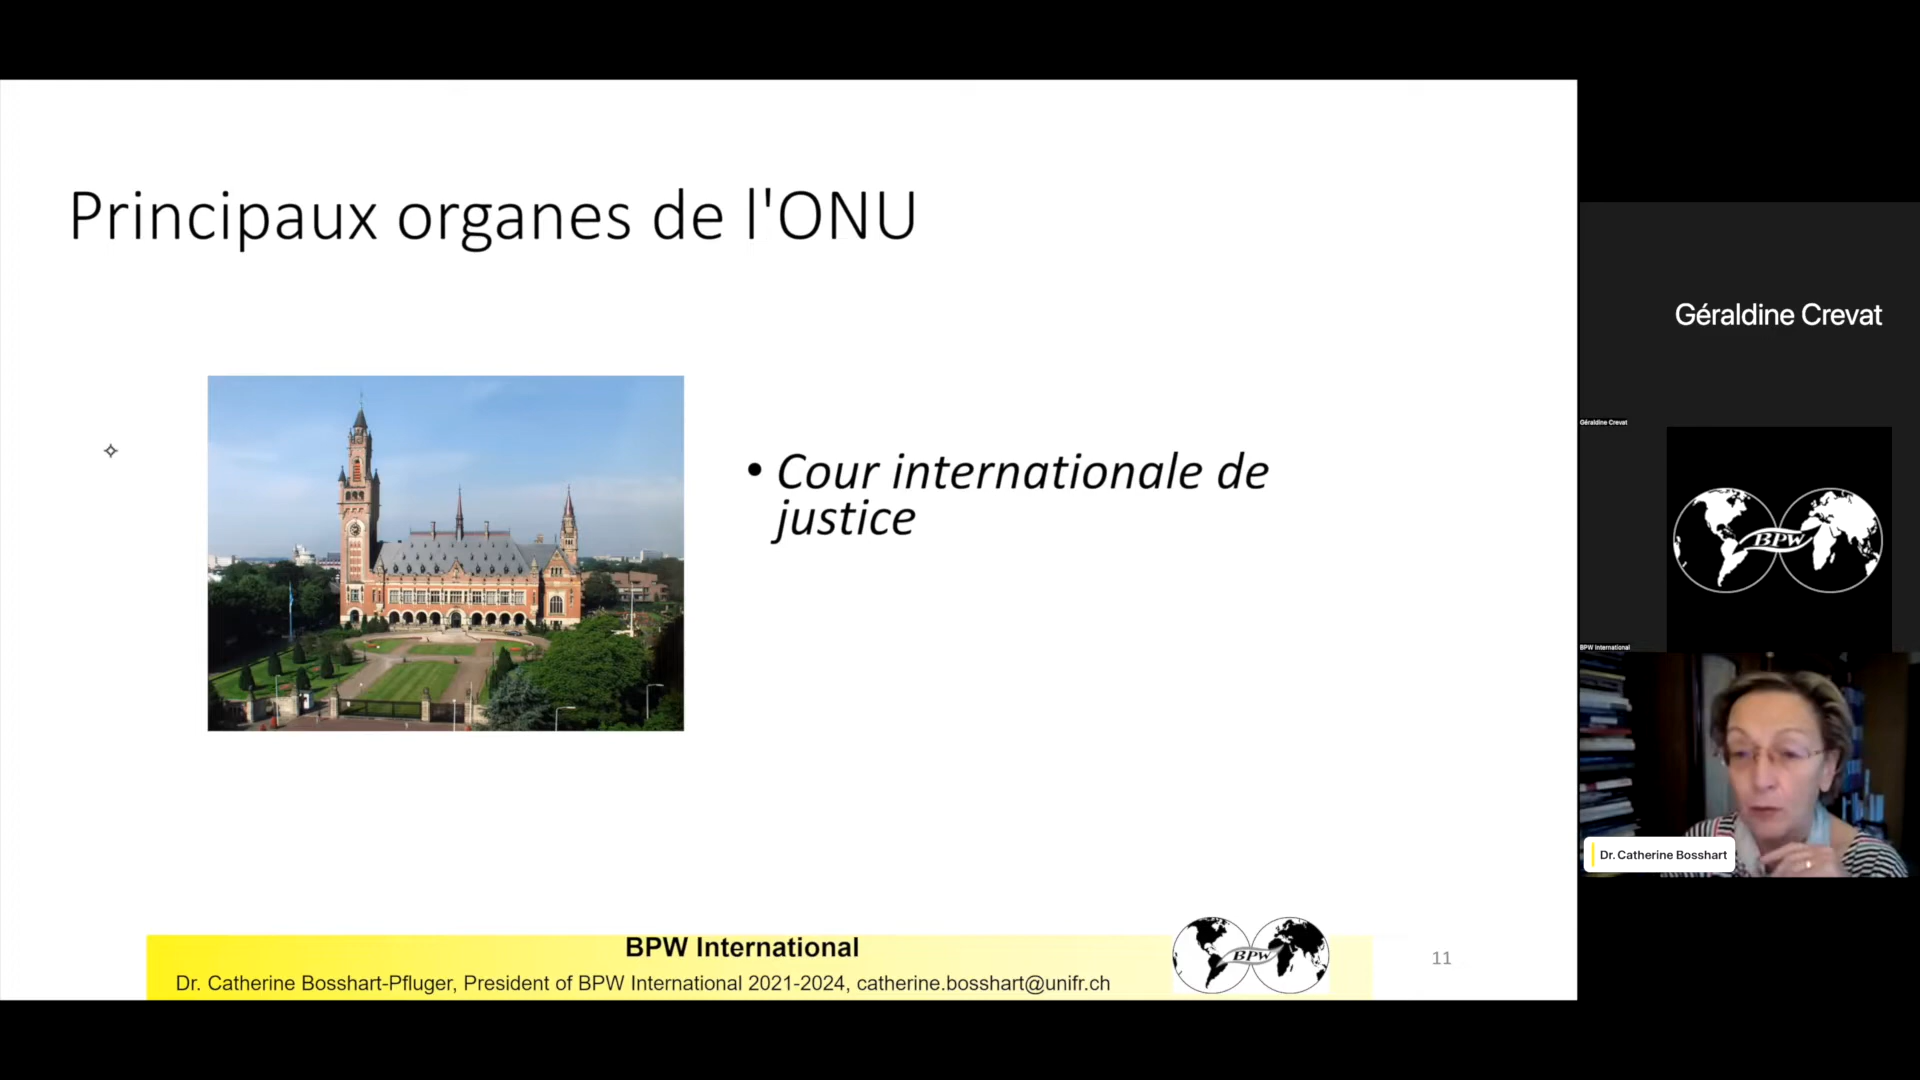 Principaux organes de l'ONU
• Cour internationale de
justice
BPW International
Dr. Catherine Bosshart-Pfluger, President of BPW International 2021-2024, catherine.bosshart@unifr.ch
BPW
11
Géraldine Crevat
Géraldine Crevat
BPW
BPW International
Dr. Catherine Bosshart